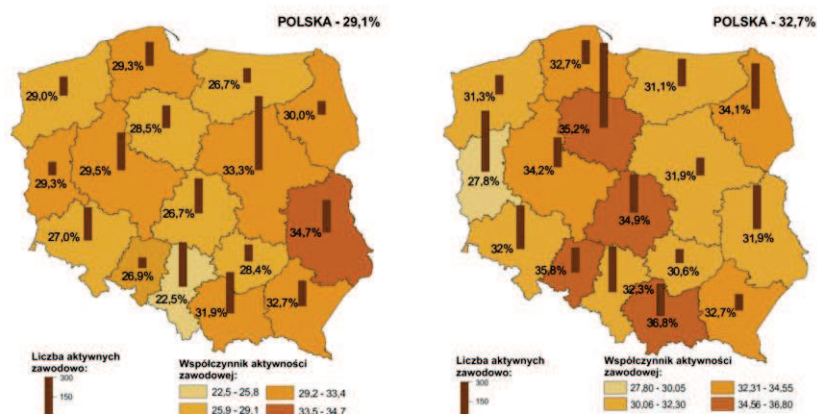 POLSKA - 29,1%
29,3%
26,7%
29,0%
28,5%
30,0%
29,5%
33,3%
29,3%
26,7%
34,7%
27,0%
26,9%
28,4%
22,5%
31,9%
32,7%
Liczba aktywnych
zawodowo:
300
150
Współczynnik aktywności
zawodowej:
22,5 - 25,8
29,2 - 33,4
25,9 - 29,1
33,5 - 34,7
POLSKA - 32,7%
32,7%
31,1%
31,3%
34,1%
35,2%
34,2%
31,9%
27,8%
34,9%
31,9%
32%
35,8%
32,3%
30,6%
36,8%
32,7%
Liczba aktywnych
zawodowo:
300
150
Współczynnik aktywności
zawodowej:
27,80 - 30,05
32,31 - 34,55
30,06 - 32,30
34,56 - 36,80